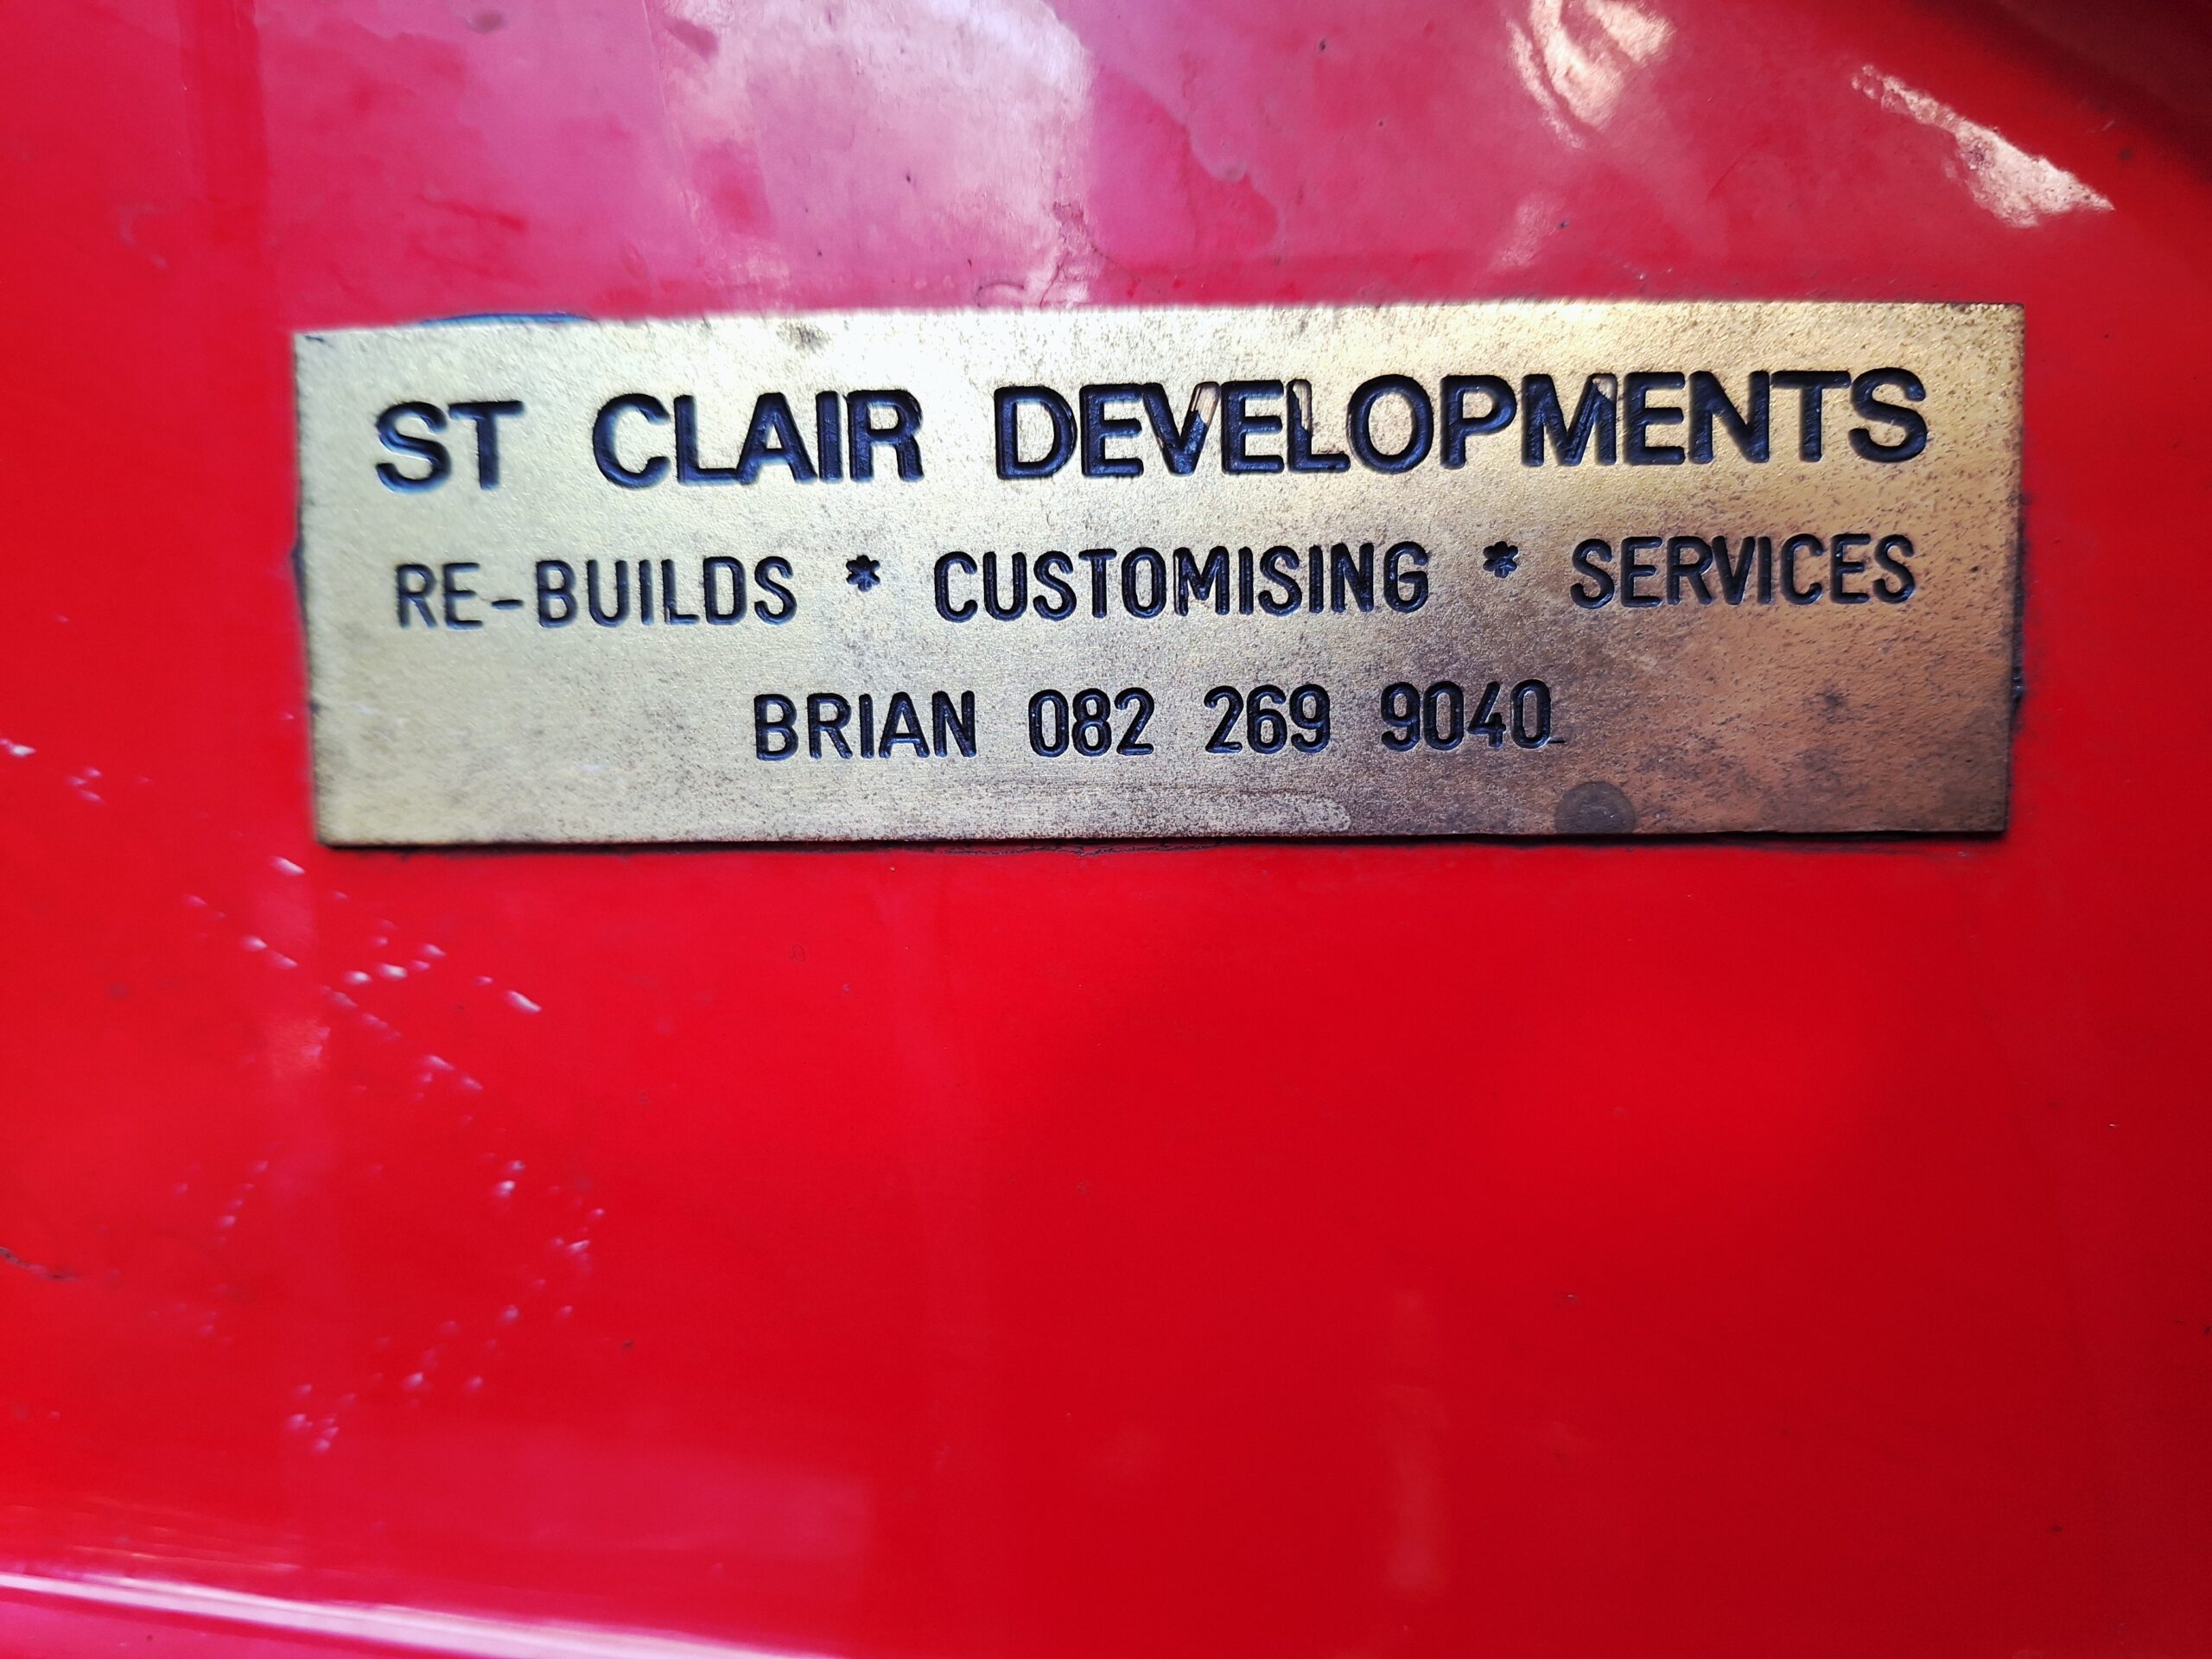 ST CLAIR DEVELOPMENTS
RE-BUILDS * CUSTOMISING * SERVICES
BRIAN 082 269 9040